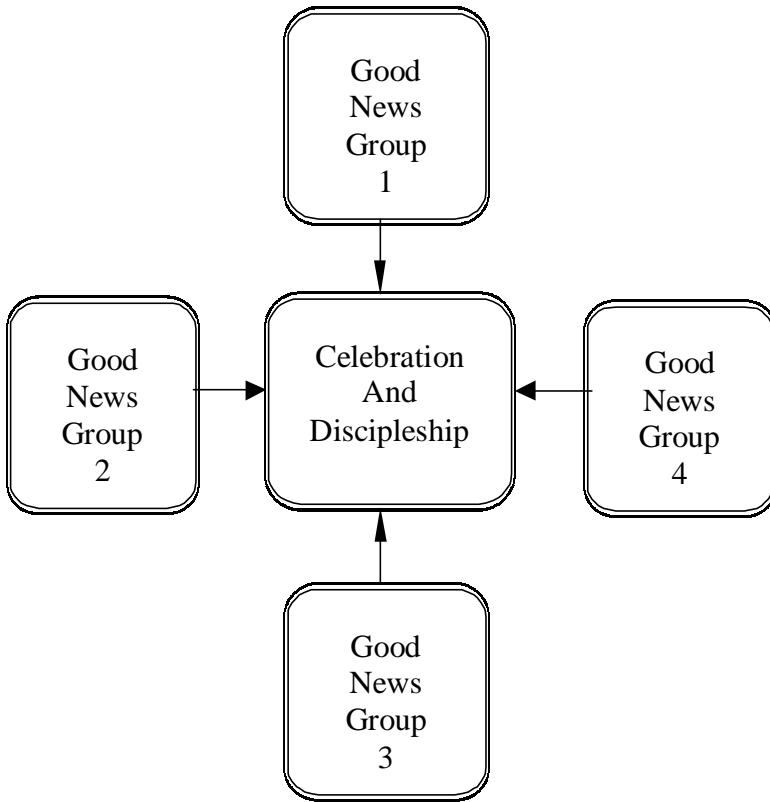 Good
News
Group
1
Good
News
Group
2
Celebration
And
Discipleship
Good
News
Group
4
Good
News
Group
3